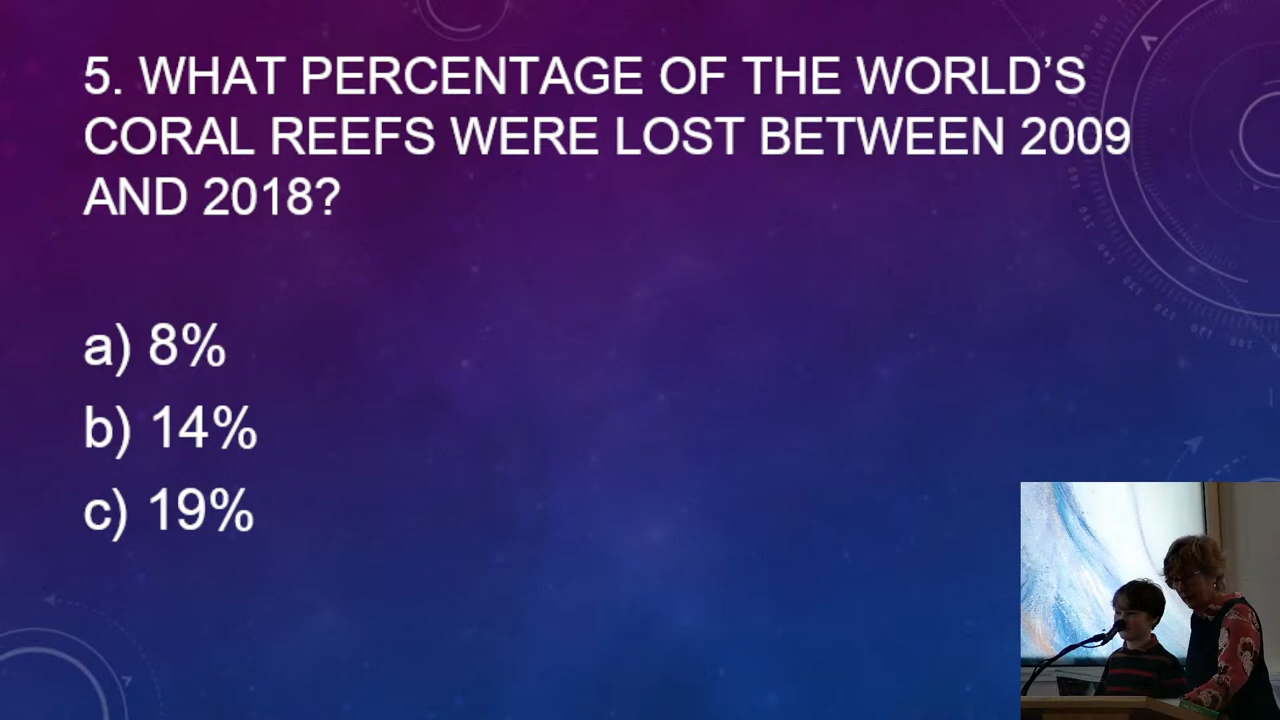 5. WHAT PERCENTAGE OF THE WORLD'S
CORAL REEFS WERE LOST BETWEEN 2009
AND 2018?
a) 8%
b) 14%
c) 19%